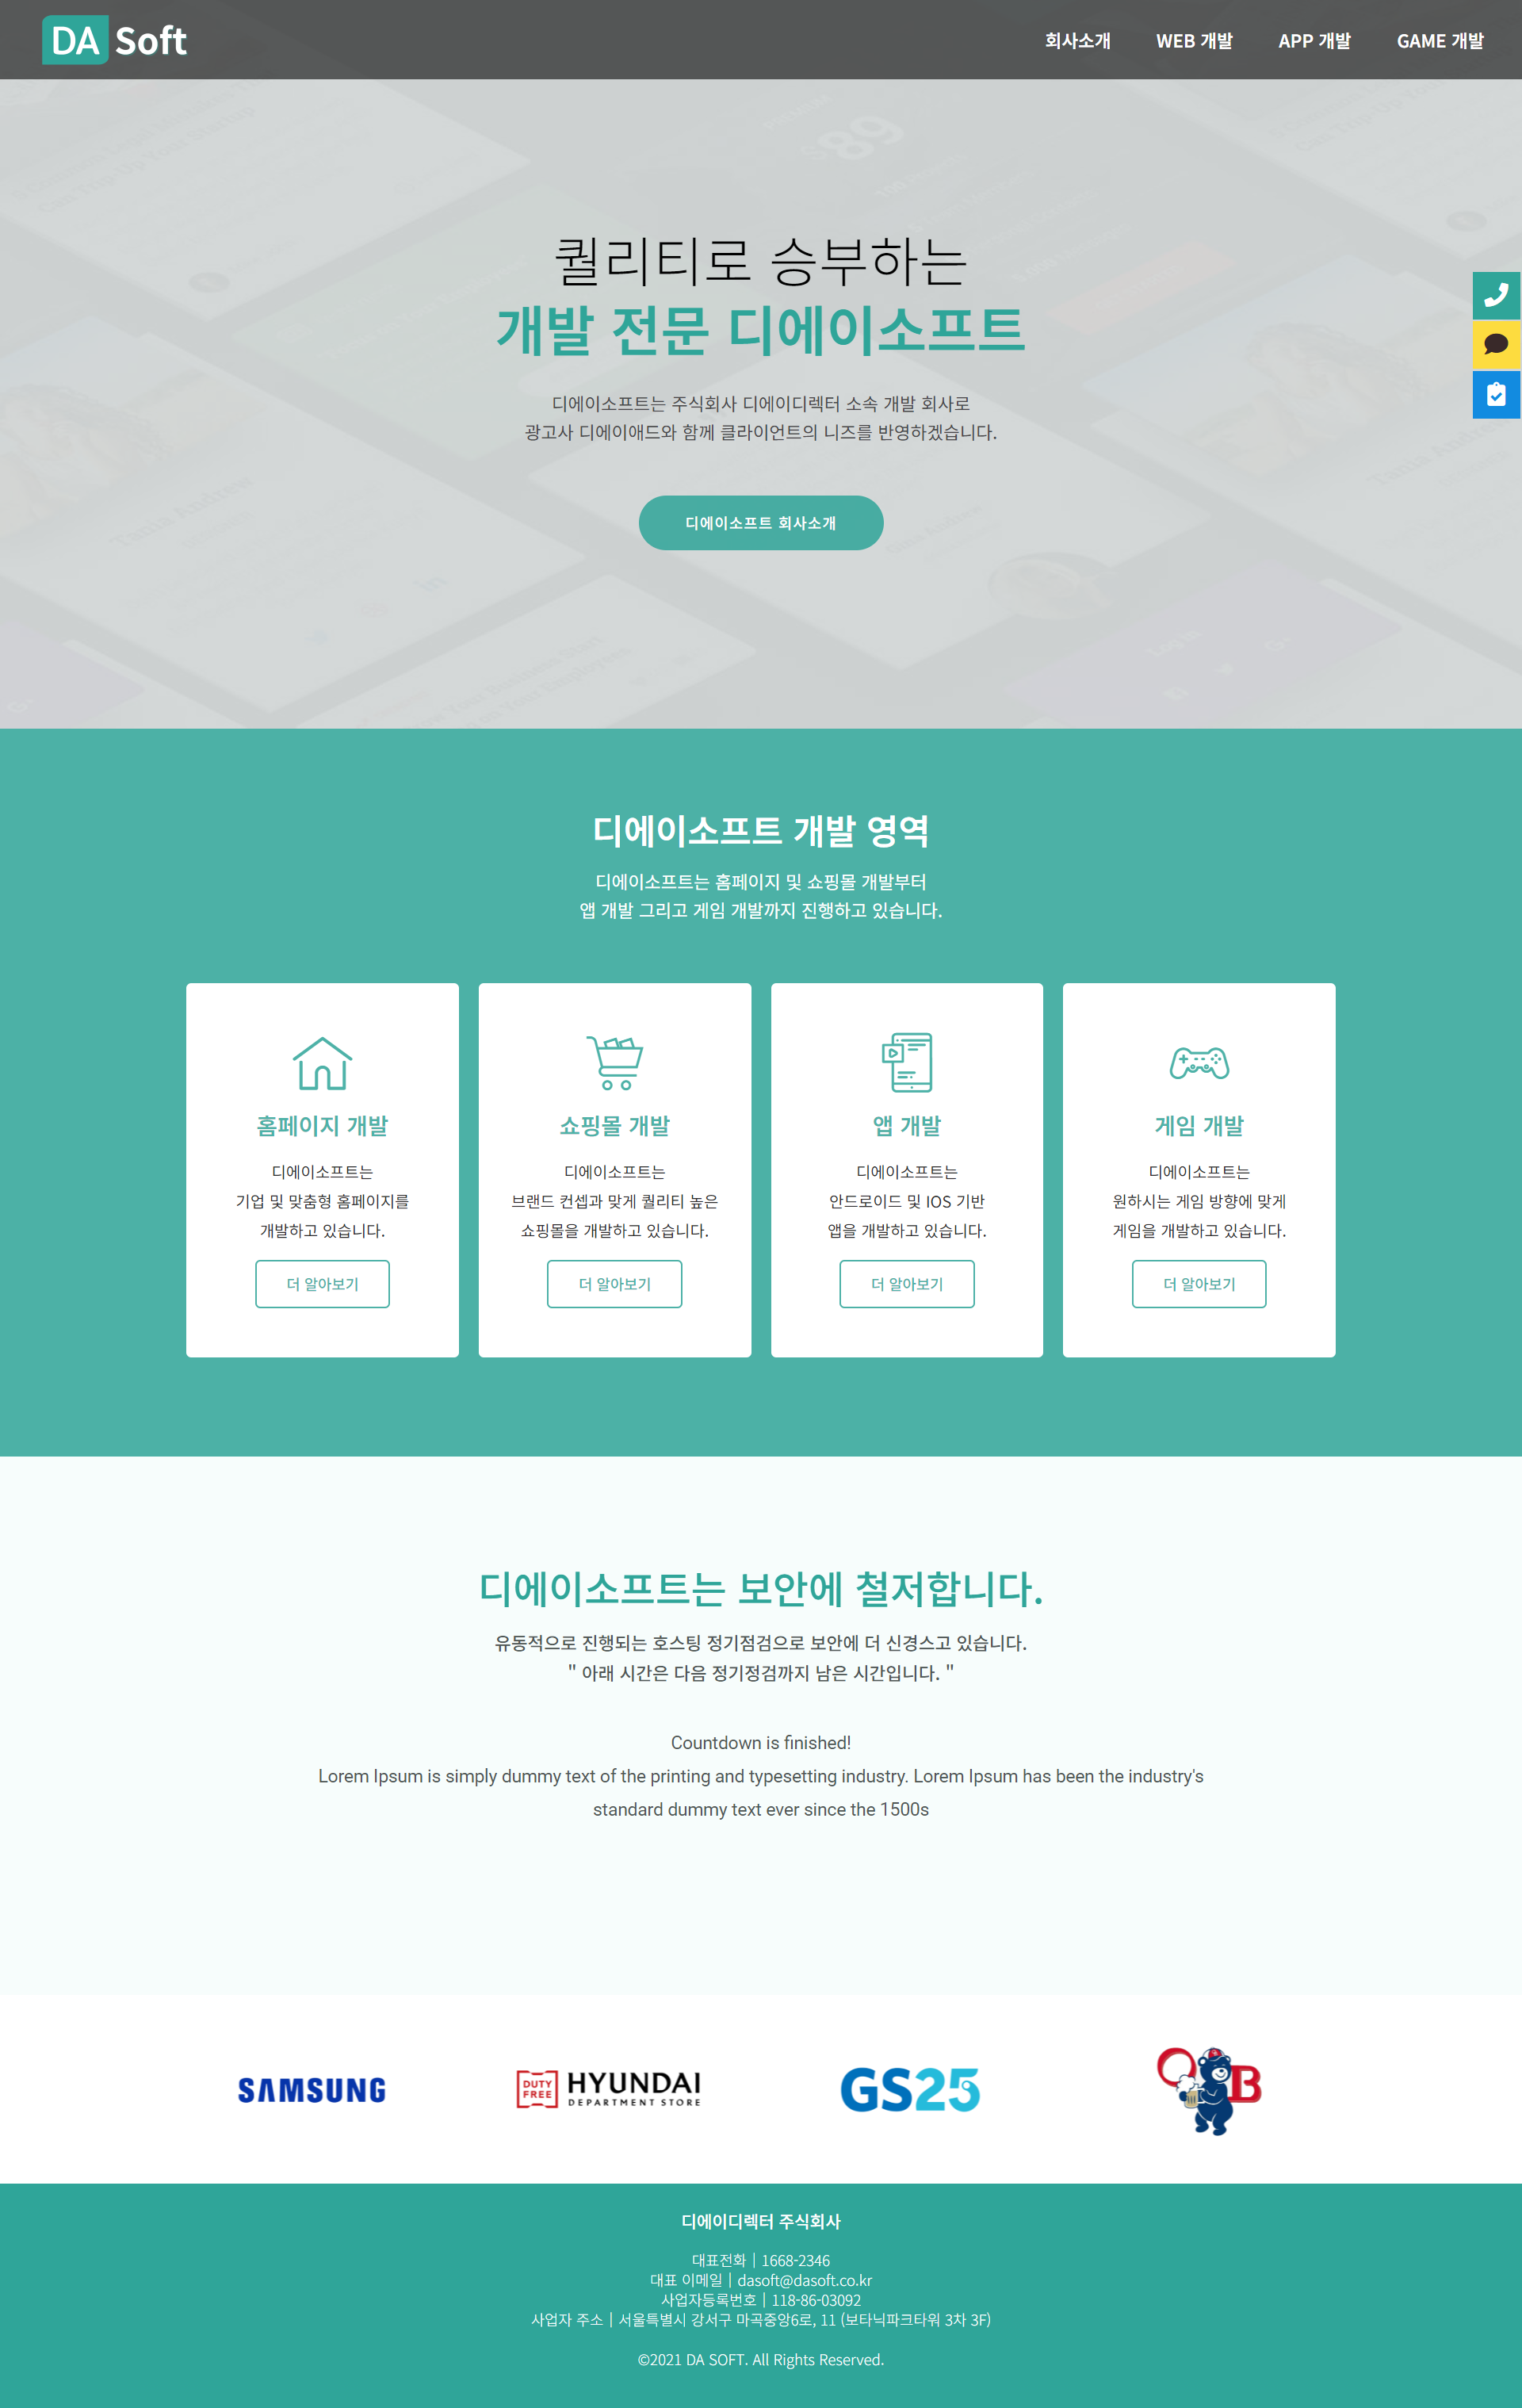 DA Soft
회사소개
WEB 개발
APP 개발
GAME 개발
$89
퀄리티로 승부하는
개발 전문 디에이소프트
디에이소프트는 주식회사 디에이디렉터 소속 개발 회사로
광고사 디에이애드와 함께 클라이언트의 니즈를 반영하겠습니다.
디에이소프트 회사소개
Tania Andrew
Log in
디에이소프트 개발 영역
디에이소프트는 홈페이지 및 쇼핑몰 개발부터
앱 개발 그리고 게임 개발까지 진행하고 있습니다.
홈페이지 개발
디에이소프트는
기업 및 맞춤형 홈페이지를
개발하고 있습니다.
더 알아보기
쇼핑몰 개발
디에이소프트는
브랜드 컨셉과 맞게 퀄리티 높은
쇼핑몰을 개발하고 있습니다.
더 알아보기
앱 개발
디에이소프트는
안드로이드 및 IOS 기반
앱을 개발하고 있습니다.
더 알아보기
게임 개발
디에이소프트는
원하시는 게임 방향에 맞게
게임을 개발하고 있습니다.
더 알아보기
디에이소프트는 보안에 철저합니다.
유동적으로 진행되는 호스팅 정기점검으로 보안에 더 신경스고 있습니다.
" 아래 시간은 다음 정기정검까지 남은 시간입니다. "
Countdown is finished!
Lorem Ipsum is simply dummy text of the printing and typesetting industry. Lorem Ipsum has been the industry's
standard dummy text ever since the 1500s
SAMSUNG
DUTY FREE
HYUNDAI
DEPARTMENT STORE
GS25
OB
디에이디렉터 주식회사
대표전화 | 1668-2346
대표 이메일 | dasoft@dasoft.co.kr
사업자등록번호 | 118-86-03092
사업자 주소 | 서울특별시 강서구 마곡중앙6로, 11 (보타닉파크타워 3차 3F)
©2021 DA SOFT. All Rights Reserved.